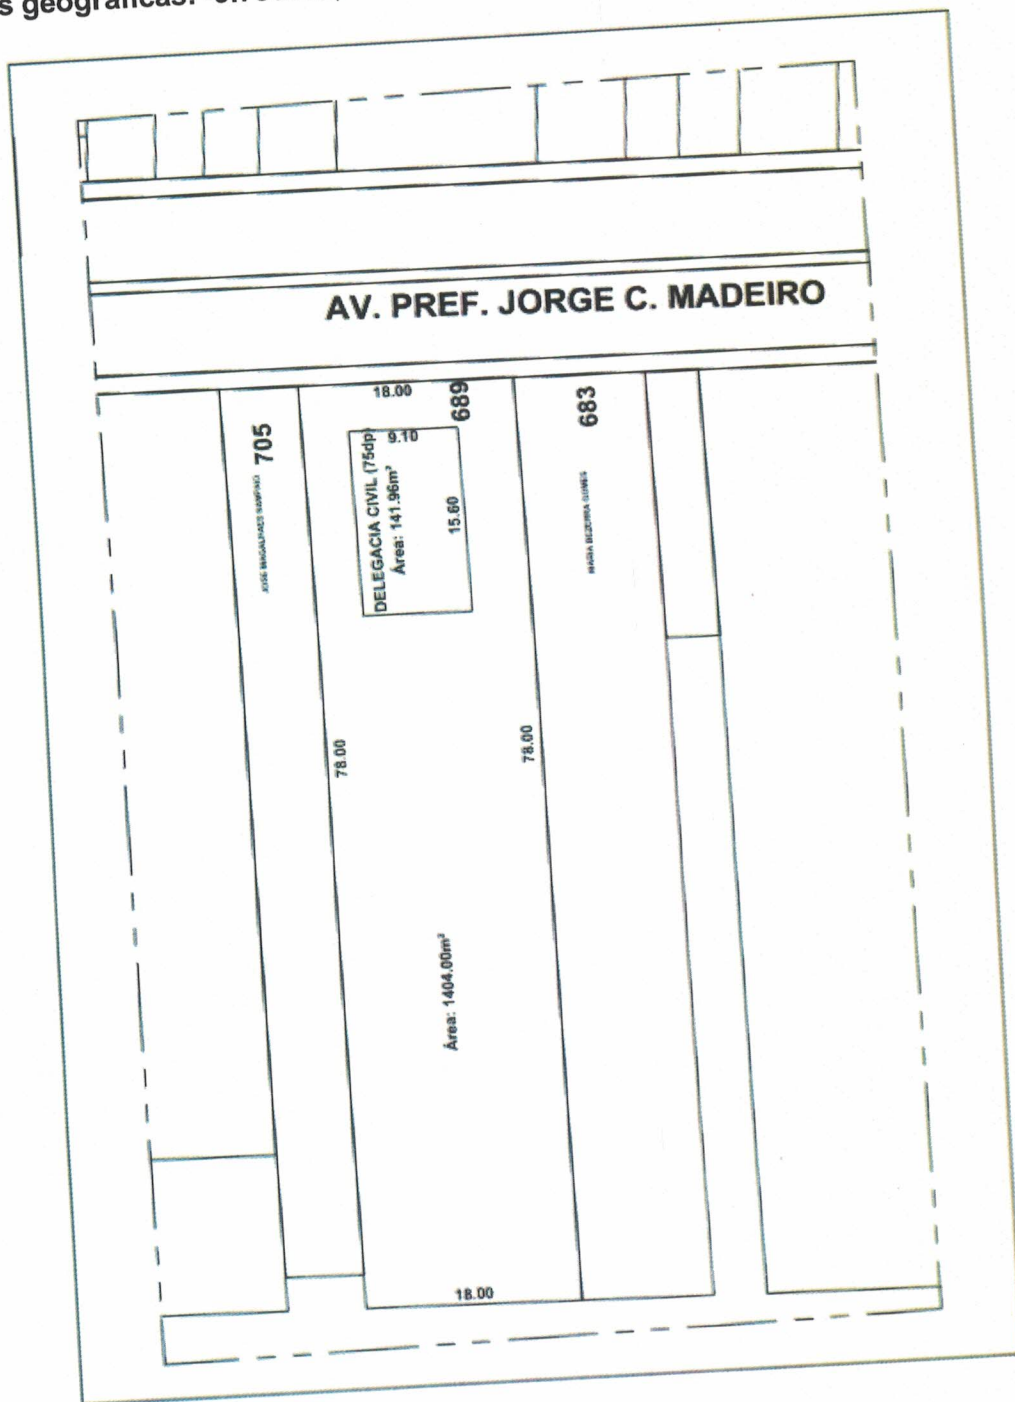 s geográficas:
AV. PREF. JORGE C. MADEIRO
705
18.00
689
683
9.10
DELEGACIA CIVIL (75dp)
Área: 141.96m²
15.60
78.00
78.00
Área: 1404.00m²
18.00